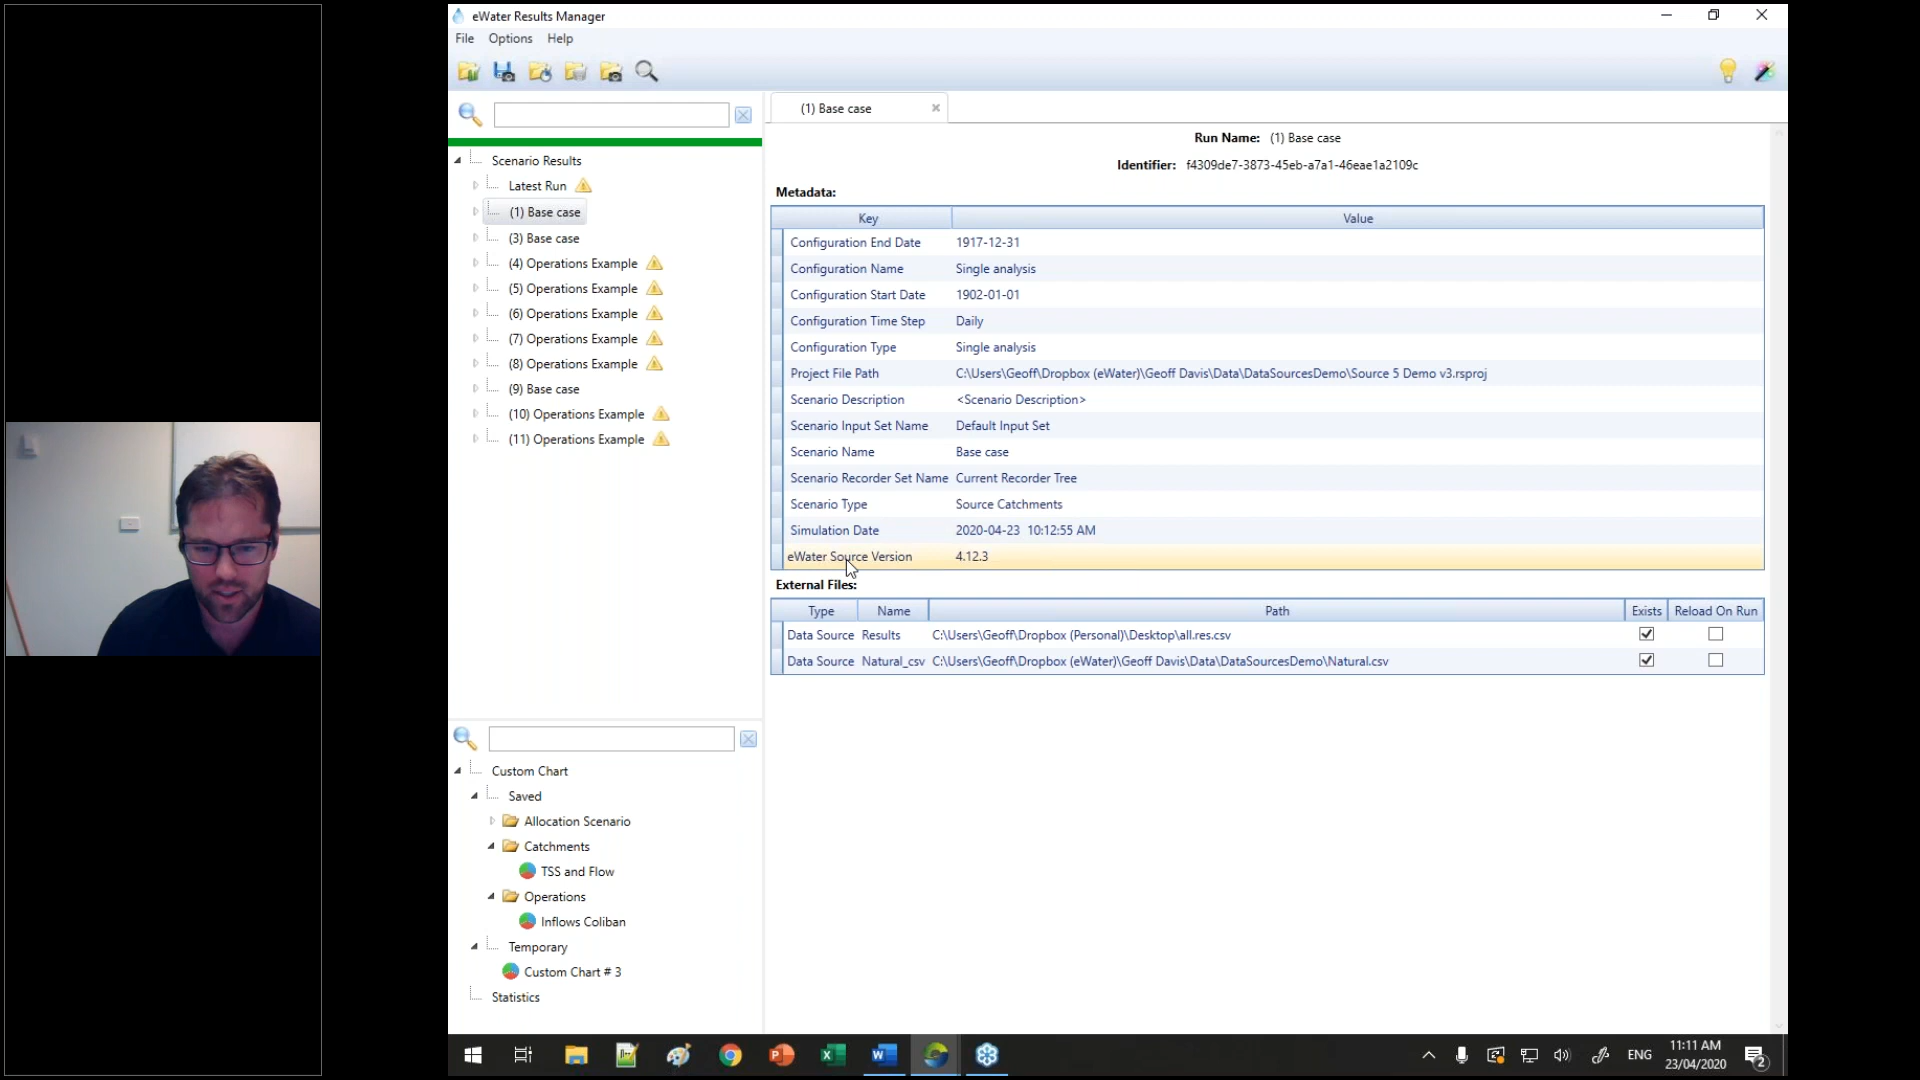 eWater Results Manager
File Options Help
(1) Base case
Run Name: (1) Base case
Identifier: f4309de7-3873-45eb-a7a1-46eae1a2109c
Scenario Results
Latest Run
(1) Base case
(3) Base case
(4) Operations Example
(5) Operations Example
(6) Operations Example
(7) Operations Example
(8) Operations Example
(9) Base case
(10) Operations Example
(11) Operations Example
Metadata:
Key Value
Configuration End Date 1917-12-31
Configuration Name Single analysis
Configuration Start Date 1902-01-01
Configuration Time Step Daily
Configuration Type Single analysis
Project File Path C:\Users\Geoff\Dropbox (eWater)\Geoff Davis\Data\DataSourcesDemo\Source 5 Demo v3.rsproj
Scenario Description <Scenario Description>
Scenario Input Set Name Default Input Set
Scenario Name Base case
Scenario Recorder Set Name Current Recorder Tree
Scenario Type Source Catchments
Simulation Date 2020-04-23 10:12:55 AM
eWater Source Version 4.12.3
External Files:
Type Name Path Exists Reload On Run
Data Source Results C:\Users\Geoff\Dropbox (Personal)\Desktop\all.res.csv
Data Source Natural_csv C:\Users\Geoff\Dropbox (eWater)\Geoff Davis\Data\DataSourcesDemo\Natural.csv
Custom Chart
Saved
Allocation Scenario
Catchments
TSS and Flow
Operations
Inflows Coliban
Temporary
Custom Chart # 3
Statistics
ENG
11:11 AM
23/04/2020
2